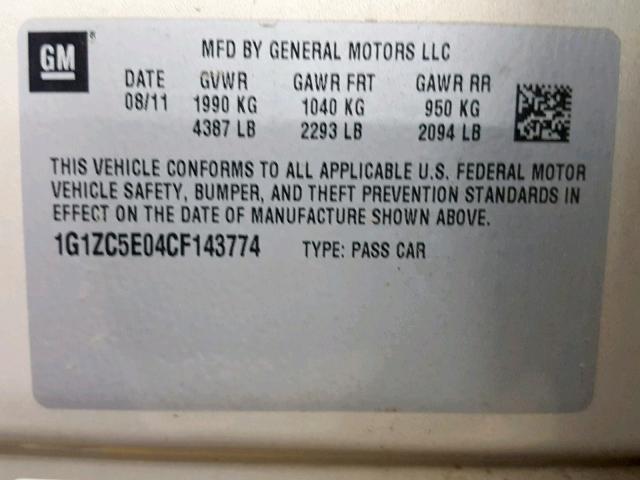 GM ®
MFD BY GENERAL MOTORS LLC
DATE GVWR GAWR FRT GAWR RR
08/11 1990 KG 1040 KG 950 KG
4387 LB 2293 LB 2094 LB
THIS VEHICLE CONFORMS TO ALL APPLICABLE U.S. FEDERAL MOTOR
VEHICLE SAFETY, BUMPER, AND THEFT PREVENTION STANDARDS IN
EFFECT ON THE DATE OF MANUFACTURE SHOWN ABOVE.
1G1ZC5E04CF143774 TYPE: PASS CAR